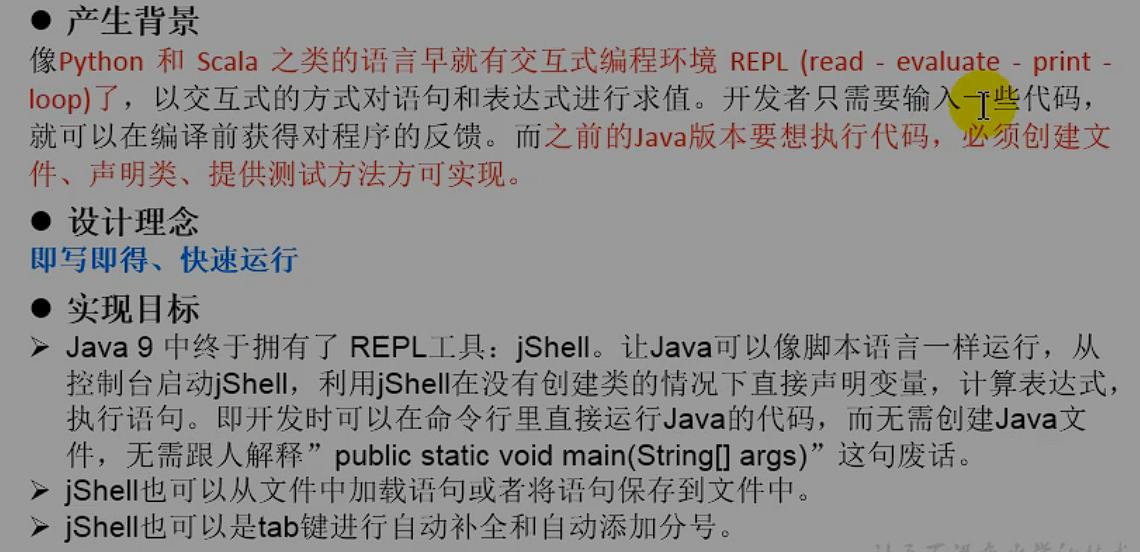 ● 产生背景
像Python 和 Scala 之类的语言早就有交互式编程环境 REPL (read - evaluate - print -
loop)了，以交互式的方式对语句和表达式进行求值。开发者只需要输入一些代码，
就可以在编译前获得对程序的反馈。而之前的Java版本要想执行代码，必须创建文
件、声明类、提供测试方法方可实现。
● 设计理念
即写即得、快速运行
● 实现目标
➤ Java 9 中终于拥有了 REPL工具：jShell。让Java可以像脚本语言一样运行，从
控制台启动jShell，利用jShell在没有创建类的情况下直接声明变量，计算表达式，
执行语句。即开发时可以在命令行里直接运行Java的代码，而无需创建Java文
件，无需跟人解释”public static void main(String[] args)”这句废话。
➤ jShell也可以从文件中加载语句或者将语句保存到文件中。
➤ jShell也可以是tab键进行自动补全和自动添加分号。